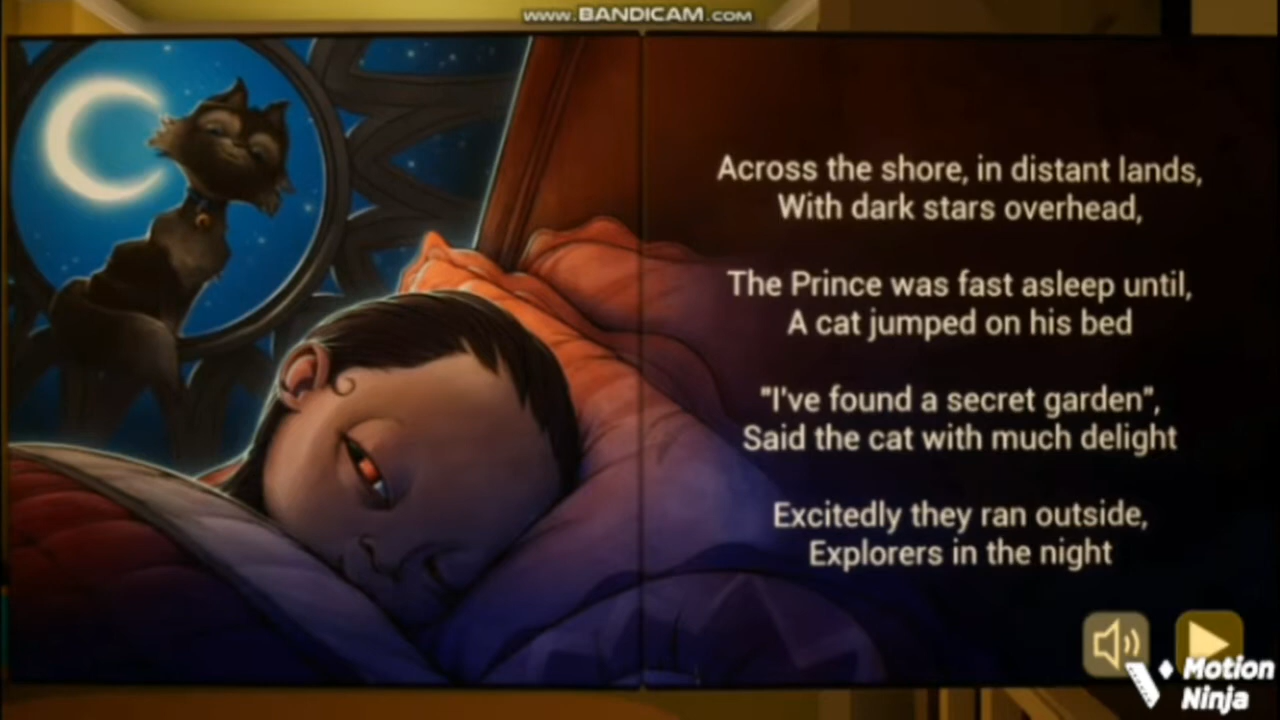 www.BANDICAM.com
Across the shore, in distant lands,
With dark stars overhead,
The Prince was fast asleep until,
A cat jumped on his bed
"I've found a secret garden",
Said the cat with much delight
Excitedly they ran outside,
Explorers in the night
Motion
Ninja